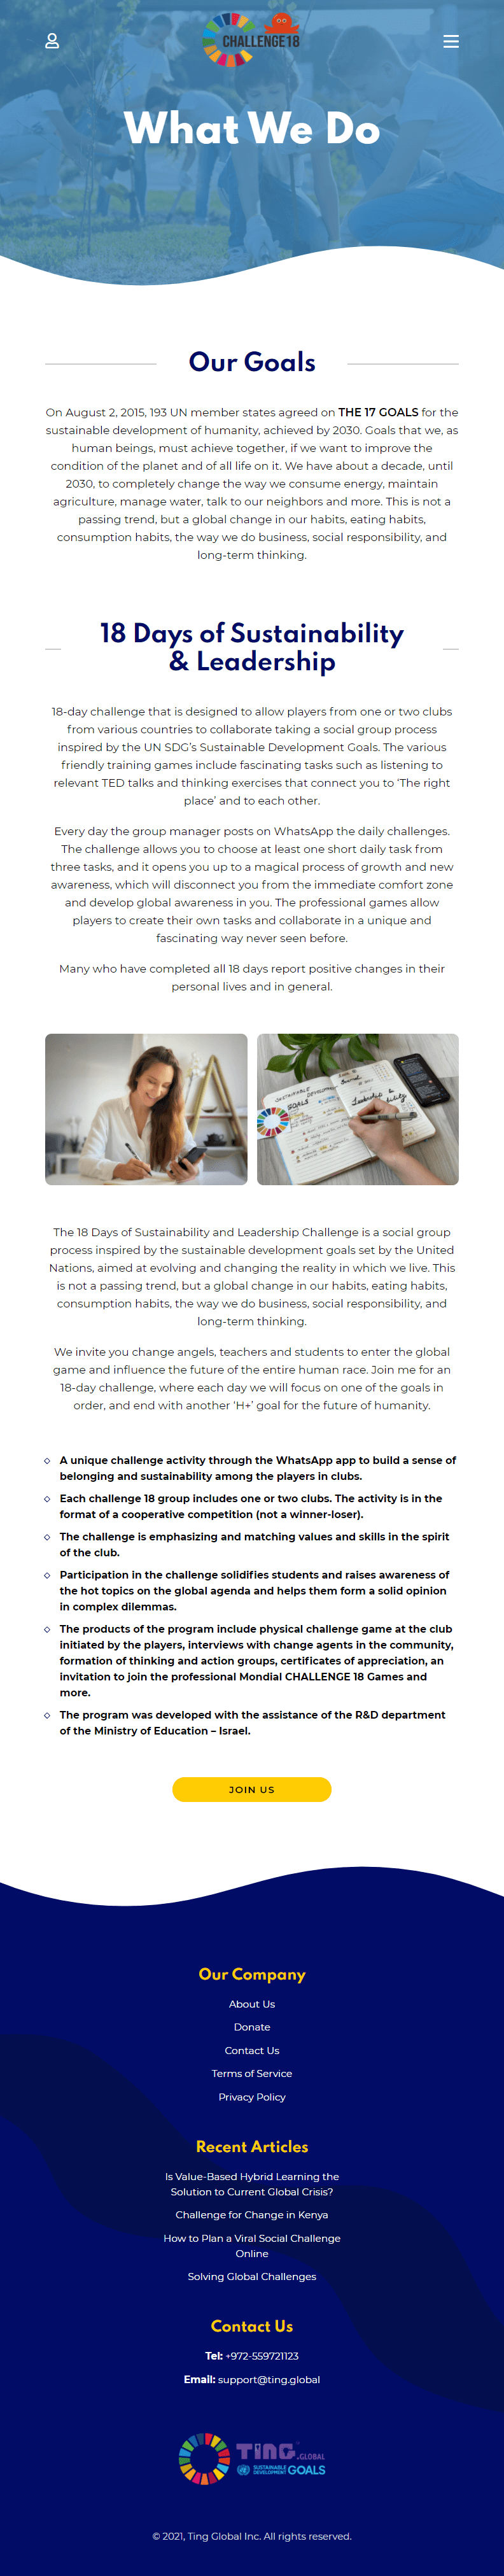 CHALLENGE18
What We Do
Our Goals
On August 2, 2015, 193 UN member states agreed on THE 17 GOALS for the
sustainable development of humanity, achieved by 2030. Goals that we, as
human beings, must achieve together, if we want to improve the
condition of the planet and of all life on it. We have about a decade, until
2030, to completely change the way we consume energy, maintain
agriculture, manage water, talk to our neighbors and more. This is not a
passing trend, but a global change in our habits, eating habits,
consumption habits, the way we do business, social responsibility, and
long-term thinking.
18 Days of Sustainability
& Leadership
18-day challenge that is designed to allow players from one or two clubs
from various countries to collaborate taking a social group process
inspired by the UN SDG’s Sustainable Development Goals. The various
friendly training games include fascinating tasks such as listening to
relevant TED talks and thinking exercises that connect you to ‘The right
place’ and to each other.
Every day the group manager posts on WhatsApp the daily challenges.
The challenge allows you to choose at least one short daily task from
three tasks, and it opens you up to a magical process of growth and new
awareness, which will disconnect you from the immediate comfort zone
and develop global awareness in you. The professional games allow
players to create their own tasks and collaborate in a unique and
fascinating way never seen before.
Many who have completed all 18 days report positive changes in their
personal lives and in general.
SUSTAINABLE DEVELOPMENT
GOALS
Journal
Leadership &
The 18 Days of Sustainability and Leadership Challenge is a social group
process inspired by the sustainable development goals set by the United
Nations, aimed at evolving and changing the reality in which we live. This
is not a passing trend, but a global change in our habits, eating habits,
consumption habits, the way we do business, social responsibility, and
long-term thinking.
We invite you change angels, teachers and students to enter the global
game and influence the future of the entire human race. Join me for an
18-day challenge, where each day we will focus on one of the goals in
order, and end with another ‘H+’ goal for the future of humanity.
A unique challenge activity through the WhatsApp app to build a sense of
belonging and sustainability among the players in clubs.
Each challenge 18 group includes one or two clubs. The activity is in the
format of a cooperative competition (not a winner-loser).
The challenge is emphasizing and matching values and skills in the spirit
of the club.
Participation in the challenge solidifies students and raises awareness of
the hot topics on the global agenda and helps them form a solid opinion
in complex dilemmas.
The products of the program include physical challenge game at the club
initiated by the players, interviews with change agents in the community,
formation of thinking and action groups, certificates of appreciation, an
invitation to join the professional Mondial CHALLENGE 18 Games and
more.
The program was developed with the assistance of the R&D department
of the Ministry of Education – Israel.
JOIN US
Our Company
About Us
Donate
Contact Us
Terms of Service
Privacy Policy
Recent Articles
Is Value-Based Hybrid Learning the
Solution to Current Global Crisis?
Challenge for Change in Kenya
How to Plan a Viral Social Challenge
Online
Solving Global Challenges
Contact Us
Tel: +972-559721123
Email: support@ting.global
TING.GLOBAL
SUSTAINABLE
DEVELOPMENT GOALS
© 2021, Ting Global Inc. All rights reserved.